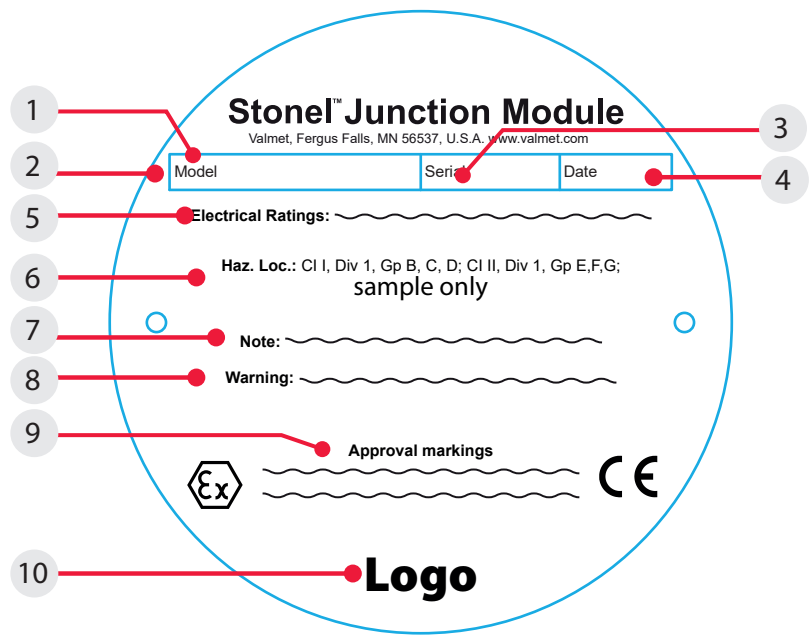 Stonel™ Junction Module
Valmet, Fergus Falls, MN 56537, U.S.A. www.valmet.com
1
2
3
4
Model Serial Date
5
Electrical Ratings:
6
Haz. Loc.: Cl I, Div 1, Gp B, C, D; Cl II, Div 1, Gp E,F,G;
sample only
7
Note:
8
Warning:
9
Approval markings
Ex CE
10
Logo